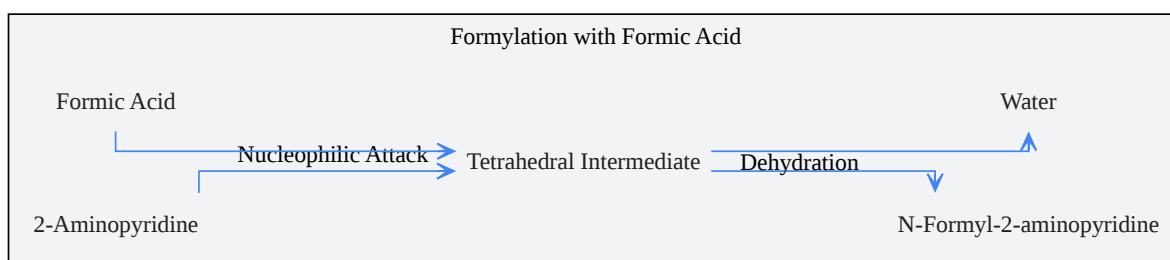 Formylation with Formic Acid
Formic Acid
Water
Nucleophilic Attack
Tetrahedral Intermediate
Dehydration
2-Aminopyridine
N-Formyl-2-aminopyridine